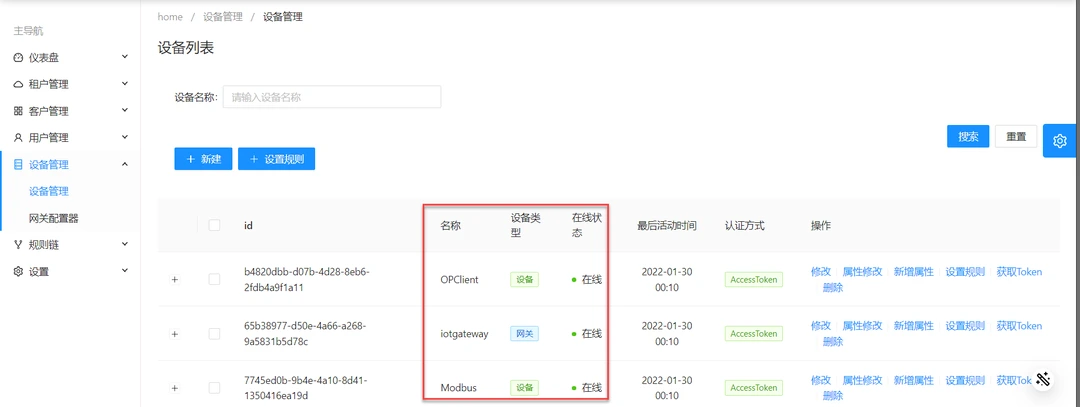 home / 设备管理 / 设备管理
主导航
设备列表
仪表盘
租户管理
客户管理
用户管理
设备管理
设备管理
网关配置器
规则链
设置
设备名称: 请输入设备名称
搜索 重置
+ 新建 + 设置规则
id 名称 设备类型 在线状态 最后活动时间 认证方式 操作
+ b4820dbb-d07b-4d28-8eb6-2fdb4a9f1a11 OPClient 设备 在线 2022-01-30 00:10 AccessToken 修改 属性修改 新增属性 设置规则 获取Token 删除
+ 65b38977-d50e-4a66-a268-9a5831b5d78c iotgateway 网关 在线 2022-01-30 00:10 AccessToken 修改 属性修改 新增属性 设置规则 获取Token 删除
+ 7745ed0b-9b4e-4a10-8d41-1350416ea19d Modbus 设备 在线 2022-01-30 00:10 AccessToken 修改 属性修改 新增属性 设置规则 获取Tok 删除